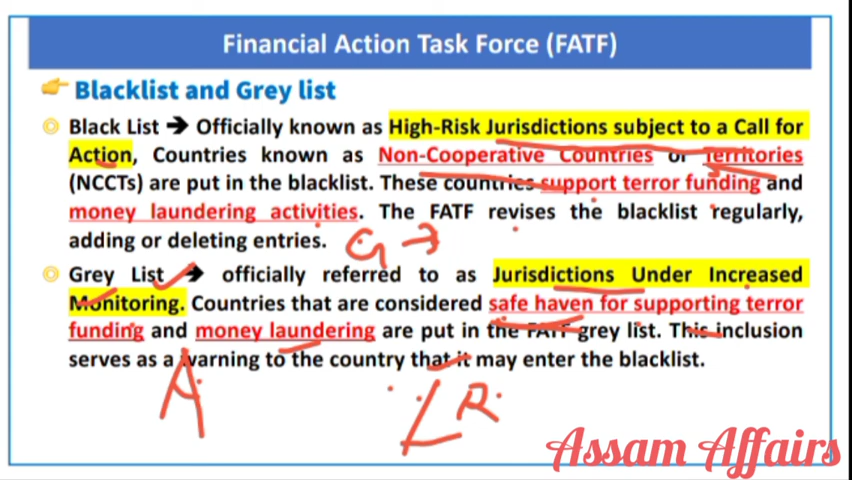 Financial Action Task Force (FATF)
Blacklist and Grey list
Black List ➔ Officially known as High-Risk Jurisdictions subject to a Call for
Action, Countries known as Non-Cooperative Countries or Territories
(NCCTs) are put in the blacklist. These countries support terror funding and
money laundering activities. The FATF revises the blacklist regularly,
adding or deleting entries.
G →
Grey List ➔ officially referred to as Jurisdictions Under Increased
Monitoring. Countries that are considered safe haven for supporting terror
funding and money laundering are put in the FATF grey list. This inclusion
serves as a warning to the country that it may enter the blacklist.
A
Assam Affairs